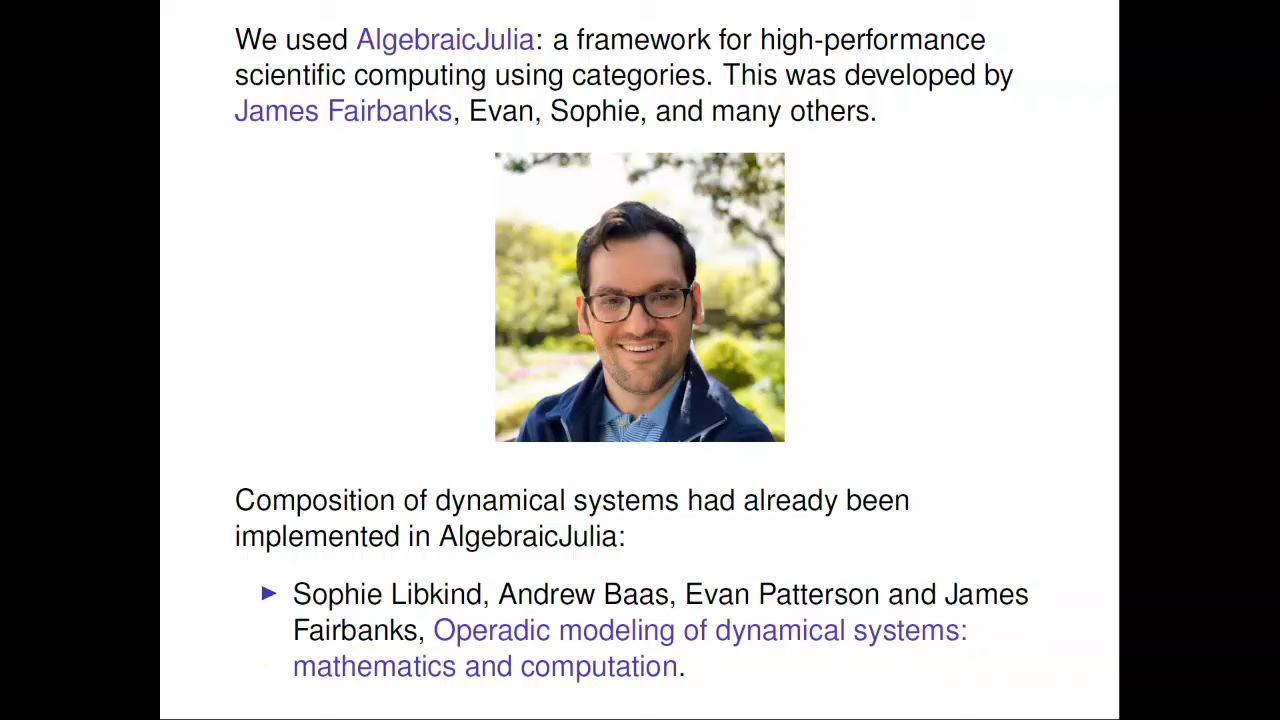 We used AlgebraicJulia: a framework for high-performance
scientific computing using categories. This was developed by
James Fairbanks, Evan, Sophie, and many others.
Composition of dynamical systems had already been
implemented in AlgebraicJulia:
► Sophie Libkind, Andrew Baas, Evan Patterson and James
Fairbanks, Operadic modeling of dynamical systems:
mathematics and computation.